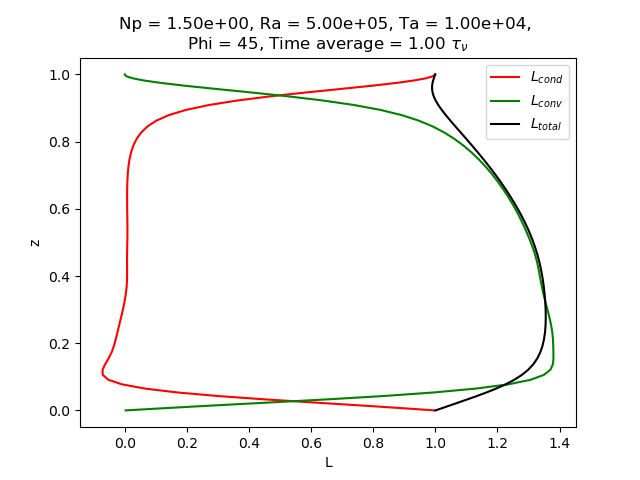 Np = 1.50e+00, Ra = 5.00e+05, Ta = 1.00e+04,
Phi = 45, Time average = 1.00 τν
L_cond
L_conv
L_total
1.0
0.8
0.6
0.4
0.2
0.0
z
0.0 0.2 0.4 0.6 0.8 1.0 1.2 1.4
L